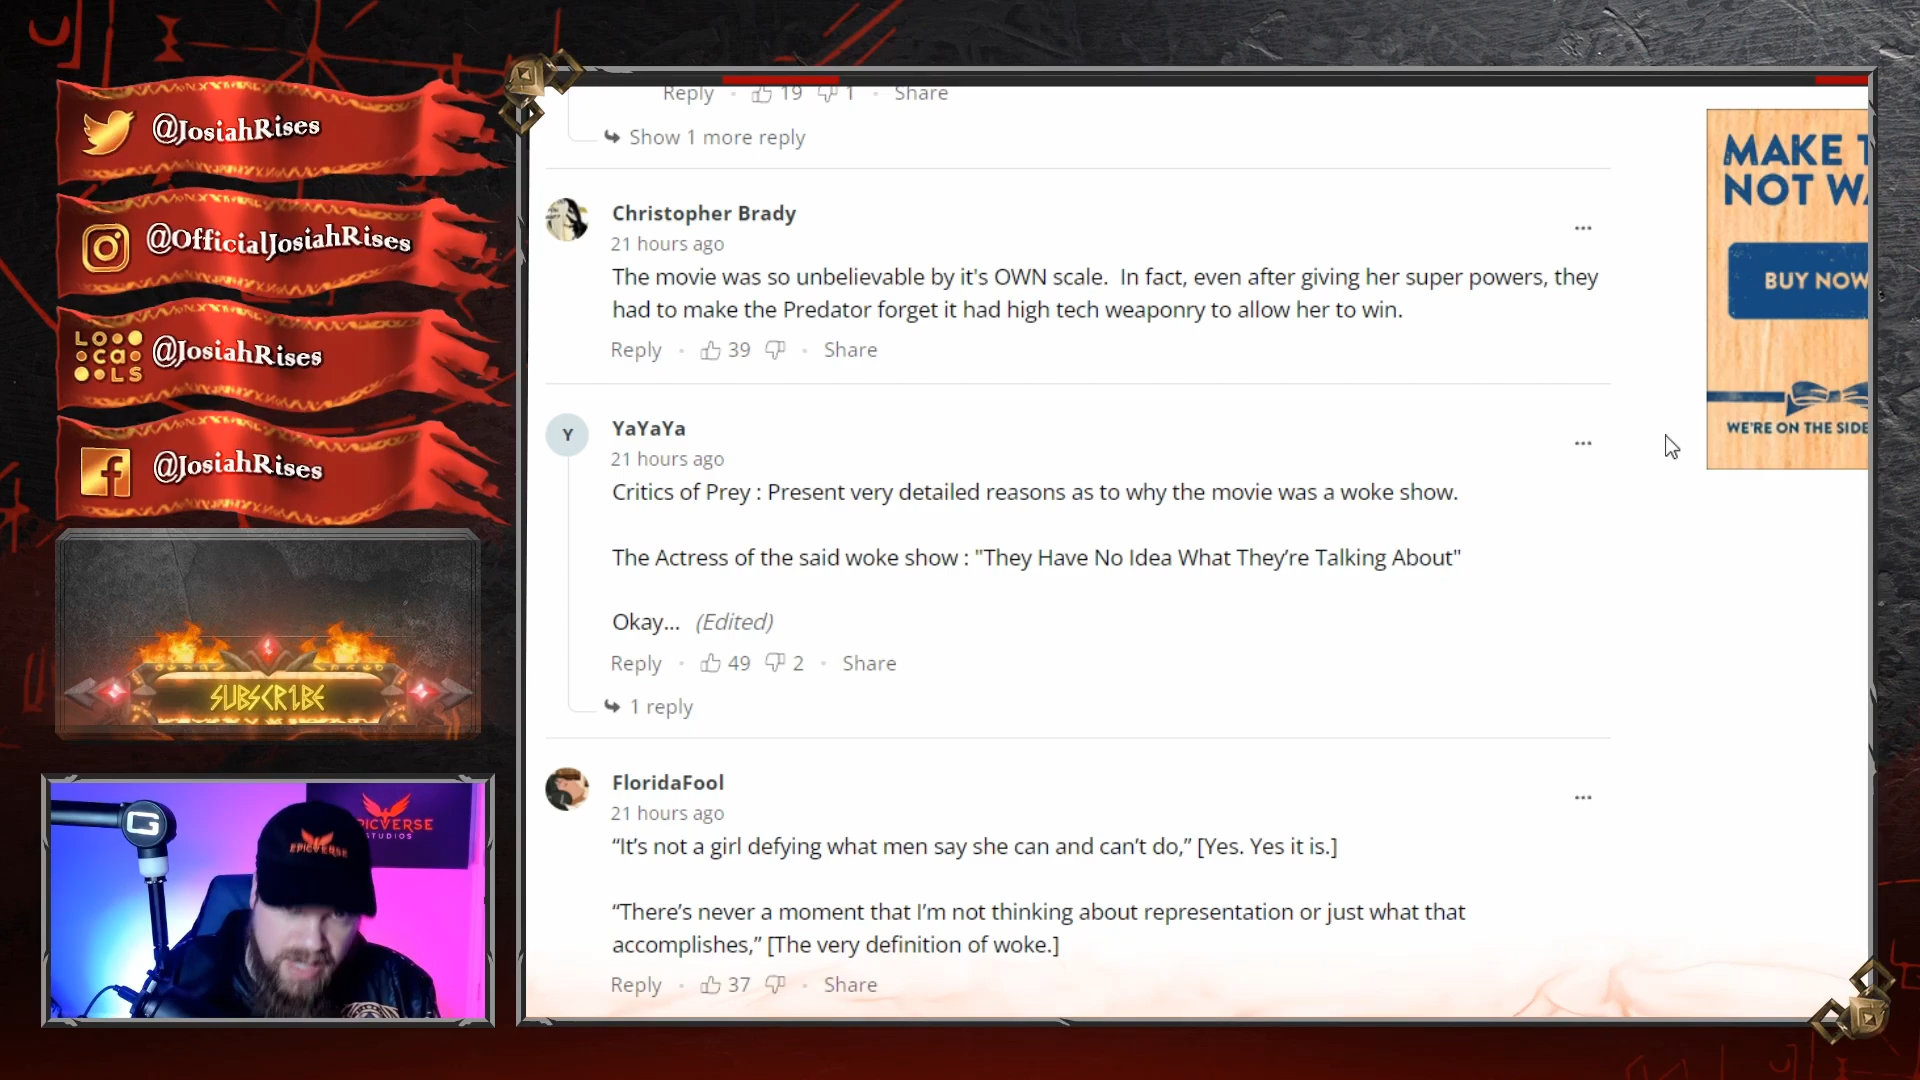 @JosiahRises
@OfficialJosiahRises
LO
ca
LS
@JosiahRises
@JosiahRises
SUBSCRIBE
G
EPICVERSE
PICVERSE
STUDIOS
Reply · 19 1 · Share
Show 1 more reply
Christopher Brady
21 hours ago
The movie was so unbelievable by it's OWN scale. In fact, even after giving her super powers, they
had to make the Predator forget it had high tech weaponry to allow her to win.
Reply · 39 · Share
Y
YaYaYa
21 hours ago
Critics of Prey : Present very detailed reasons as to why the movie was a woke show.
The Actress of the said woke show : "They Have No Idea What They’re Talking About"
Okay... (Edited)
Reply · 49 2 · Share
1 reply
FloridaFool
21 hours ago
“It’s not a girl defying what men say she can and can’t do,” [Yes. Yes it is.]
“There’s never a moment that I’m not thinking about representation or just what that
accomplishes,” [The very definition of woke.]
Reply · 37 · Share
MAKE T
NOT WA
BUY NOW
WE'RE ON THE SIDE